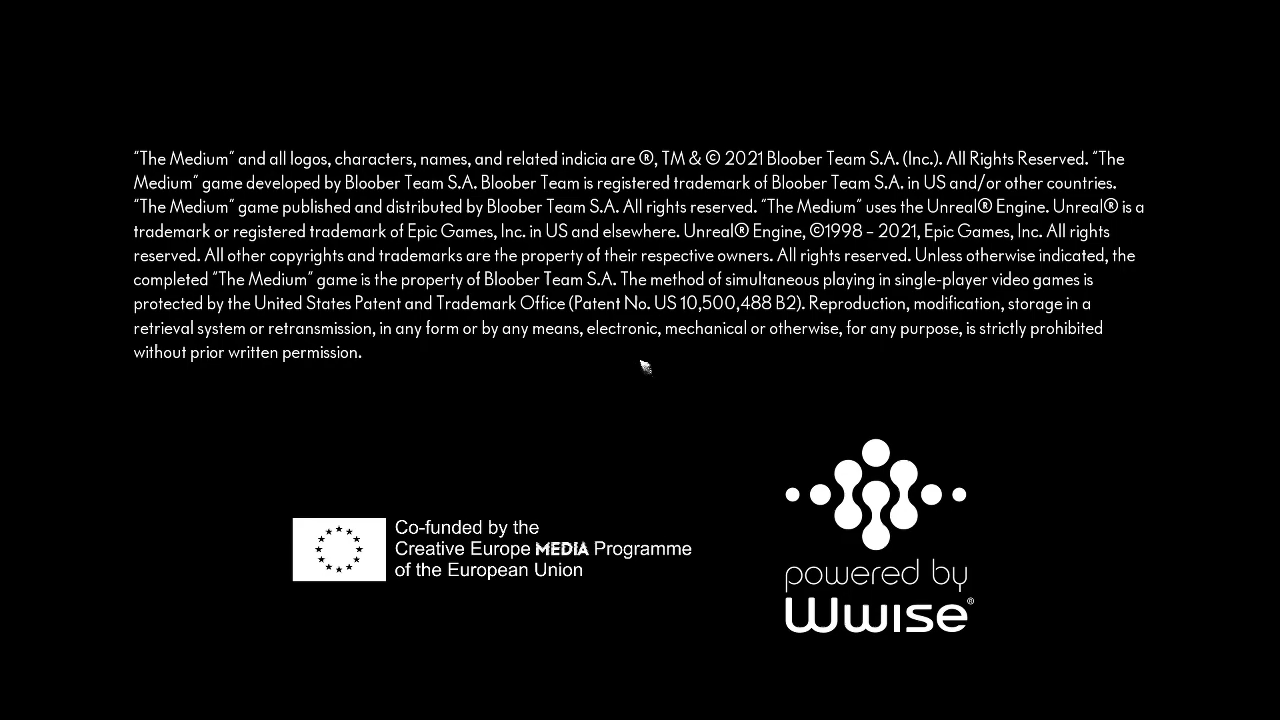 "The Medium" and all logos, characters, names, and related indicia are ®, TM & © 2021 Bloober Team S.A. (Inc.). All Rights Reserved. "The
Medium" game developed by Bloober Team S.A. Bloober Team is registered trademark of Bloober Team S.A. in US and/or other countries.
"The Medium" game published and distributed by Bloober Team S.A. All rights reserved. "The Medium" uses the Unreal® Engine. Unreal® is a
trademark or registered trademark of Epic Games, Inc. in US and elsewhere. Unreal® Engine, ©1998 – 2021, Epic Games, Inc. All rights
reserved. All other copyrights and trademarks are the property of their respective owners. All rights reserved. Unless otherwise indicated, the
completed "The Medium" game is the property of Bloober Team S.A. The method of simultaneous playing in single-player video games is
protected by the United States Patent and Trademark Office (Patent No. US 10,500,488 B2). Reproduction, modification, storage in a
retrieval system or retransmission, in any form or by any means, electronic, mechanical or otherwise, for any purpose, is strictly prohibited
without prior written permission.
Co-funded by the
Creative Europe MEDIA Programme
of the European Union
powered by
Wwise®